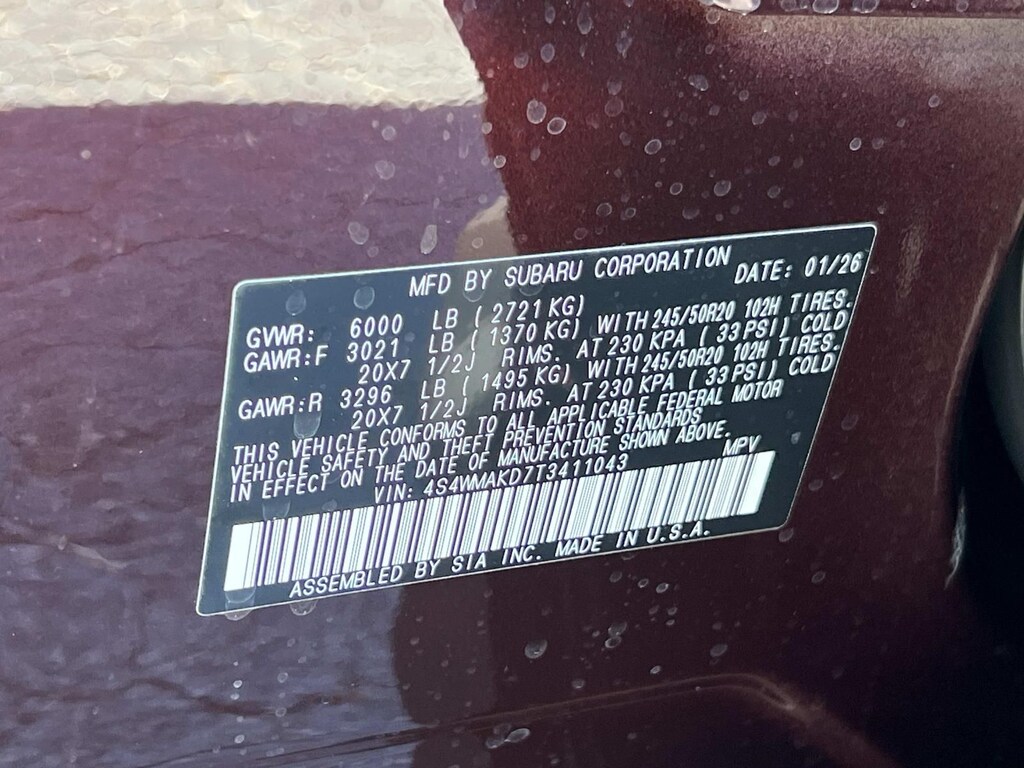 MFD BY SUBARU CORPORATION
DATE: 01/26
GVWR: 6000 LB ( 2721 KG)
GAWR:F 3021 LB ( 1370 KG) WITH 245/50R20 102H TIRES.
20X7 1/2J RIMS. AT 230 KPA ( 33 PSI) COLD
GAWR:R 3296 LB ( 1495 KG) WITH 245/50R20 102H TIRES.
20X7 1/2J RIMS. AT 230 KPA ( 33 PSI) COLD
THIS VEHICLE CONFORMS TO ALL APPLICABLE FEDERAL MOTOR
VEHICLE SAFETY AND THEFT PREVENTION STANDARDS
IN EFFECT ON THE DATE OF MANUFACTURE SHOWN ABOVE.
VIN: 4S4WMAKD7T3411043 MPV
ASSEMBLED BY SIA INC. MADE IN U.S.A.